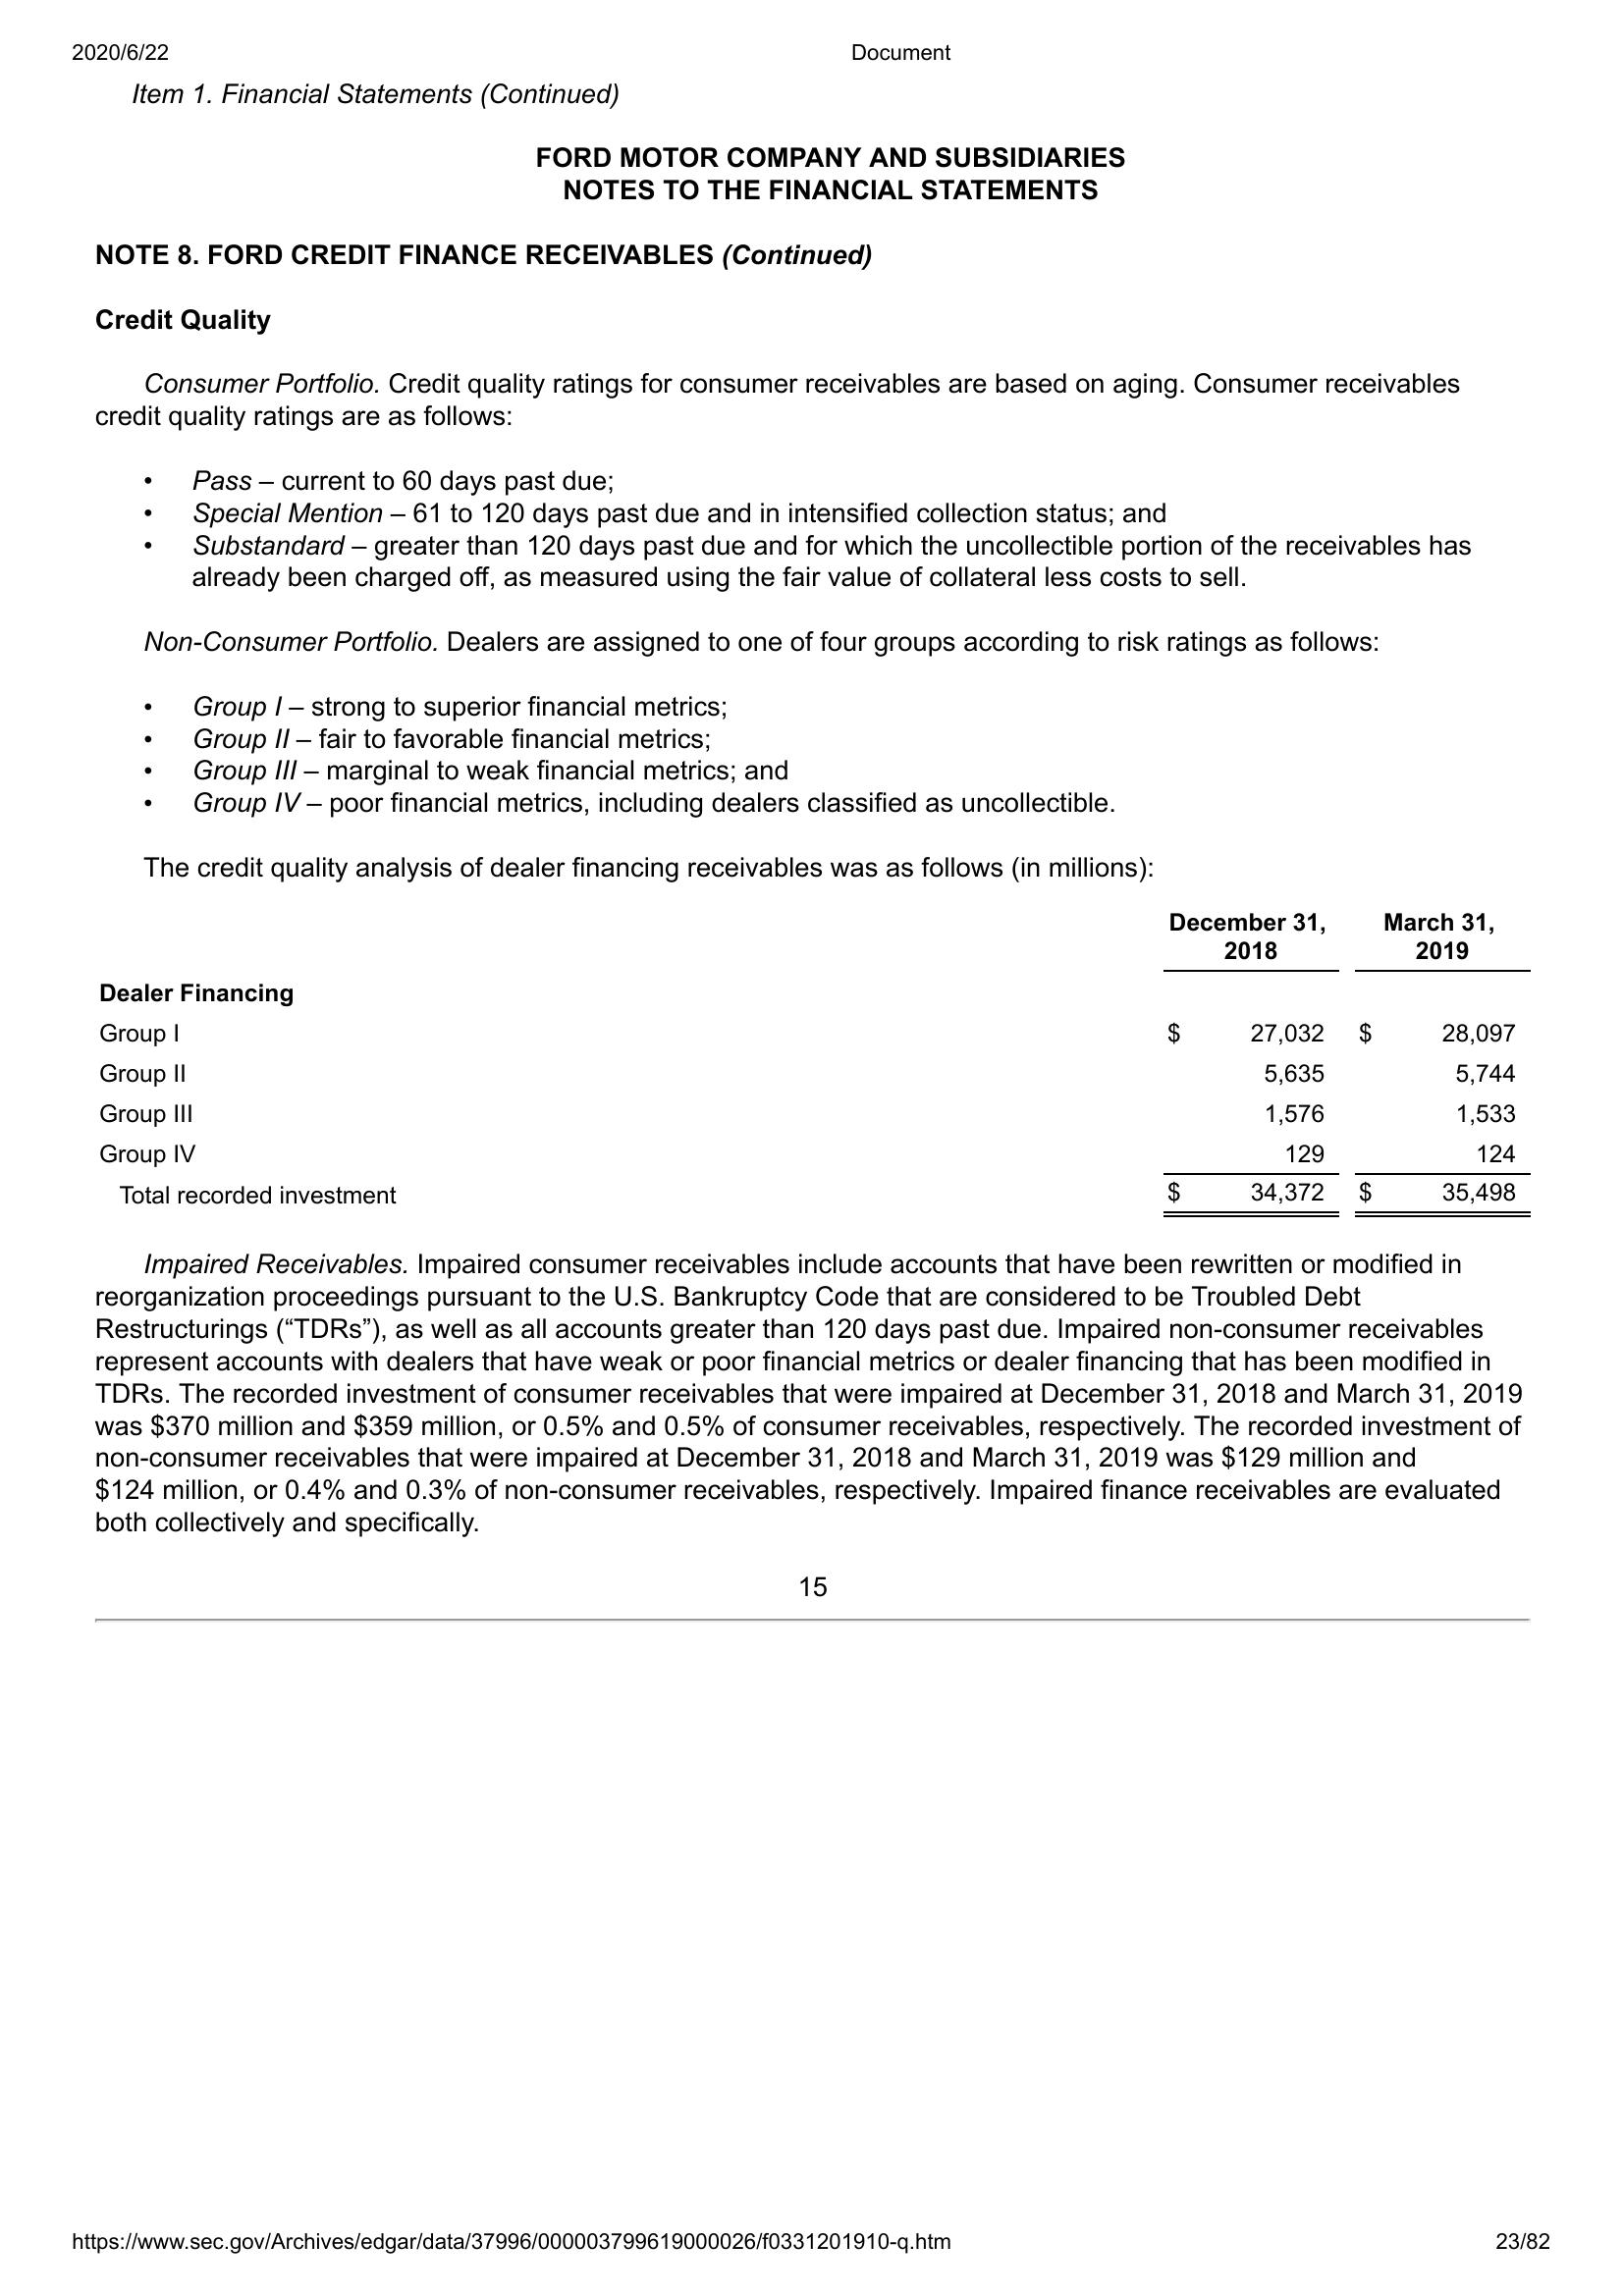 2020/6/22 Document
Item 1. Financial Statements (Continued)
FORD MOTOR COMPANY AND SUBSIDIARIES
NOTES TO THE FINANCIAL STATEMENTS
NOTE 8. FORD CREDIT FINANCE RECEIVABLES (Continued)
Credit Quality
Consumer Portfolio. Credit quality ratings for consumer receivables are based on aging. Consumer receivables
credit quality ratings are as follows:
• Pass – current to 60 days past due;
• Special Mention – 61 to 120 days past due and in intensified collection status; and
• Substandard – greater than 120 days past due and for which the uncollectible portion of the receivables has
already been charged off, as measured using the fair value of collateral less costs to sell.
Non-Consumer Portfolio. Dealers are assigned to one of four groups according to risk ratings as follows:
• Group I – strong to superior financial metrics;
• Group II – fair to favorable financial metrics;
• Group III – marginal to weak financial metrics; and
• Group IV – poor financial metrics, including dealers classified as uncollectible.
The credit quality analysis of dealer financing receivables was as follows (in millions):
December 31, March 31,
2018 2019
Dealer Financing
Group I $ 27,032 $ 28,097
Group II 5,635 5,744
Group III 1,576 1,533
Group IV 129 124
Total recorded investment $ 34,372 $ 35,498
Impaired Receivables. Impaired consumer receivables include accounts that have been rewritten or modified in
reorganization proceedings pursuant to the U.S. Bankruptcy Code that are considered to be Troubled Debt
Restructurings (“TDRs”), as well as all accounts greater than 120 days past due. Impaired non-consumer receivables
represent accounts with dealers that have weak or poor financial metrics or dealer financing that has been modified in
TDRs. The recorded investment of consumer receivables that were impaired at December 31, 2018 and March 31, 2019
was $370 million and $359 million, or 0.5% and 0.5% of consumer receivables, respectively. The recorded investment of
non-consumer receivables that were impaired at December 31, 2018 and March 31, 2019 was $129 million and
$124 million, or 0.4% and 0.3% of non-consumer receivables, respectively. Impaired finance receivables are evaluated
both collectively and specifically.
15
https://www.sec.gov/Archives/edgar/data/37996/000003799619000026/f0331201910-q.htm 23/82